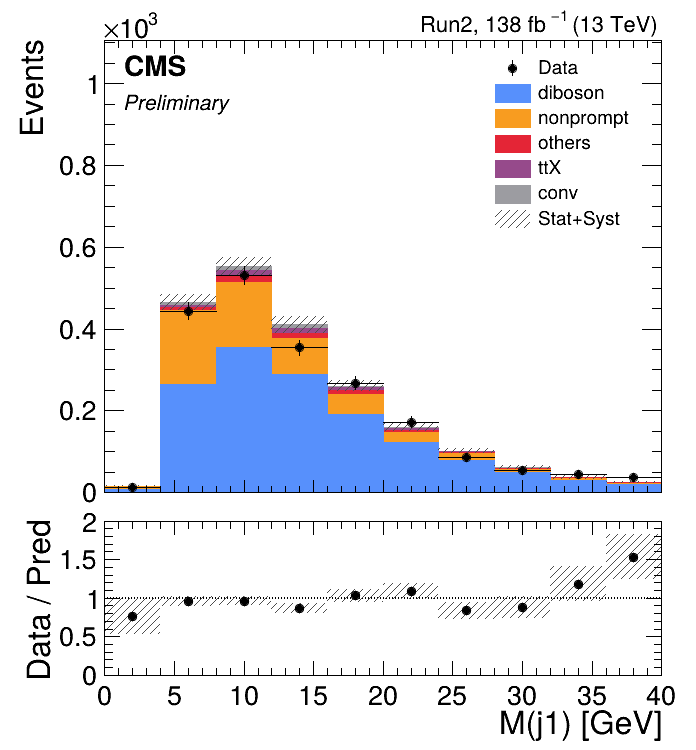 ×10³
Run2, 138 fb⁻¹ (13 TeV)
CMS
Preliminary
Events
1
0.8
0.6
0.4
0.2
0
Data
diboson
nonprompt
others
ttX
conv
Stat+Syst
Data / Pred
2
1.5
1
0.5
0
0 5 10 15 20 25 30 35 40
M(j1) [GeV]